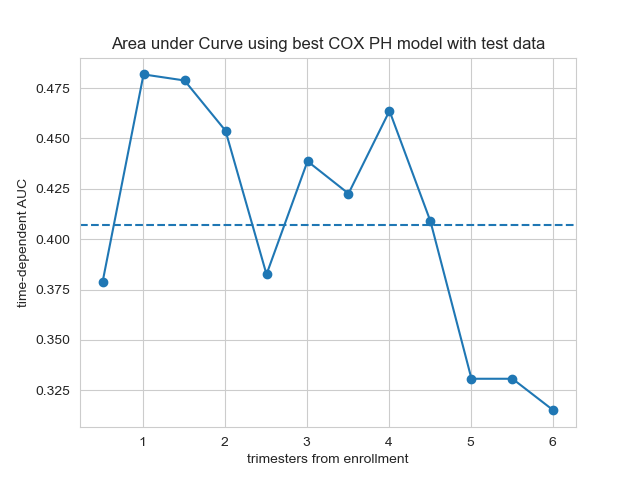 Area under Curve using best COX PH model with test data
time-dependent AUC
0.475
0.450
0.425
0.400
0.375
0.350
0.325
1 2 3 4 5 6
trimesters from enrollment